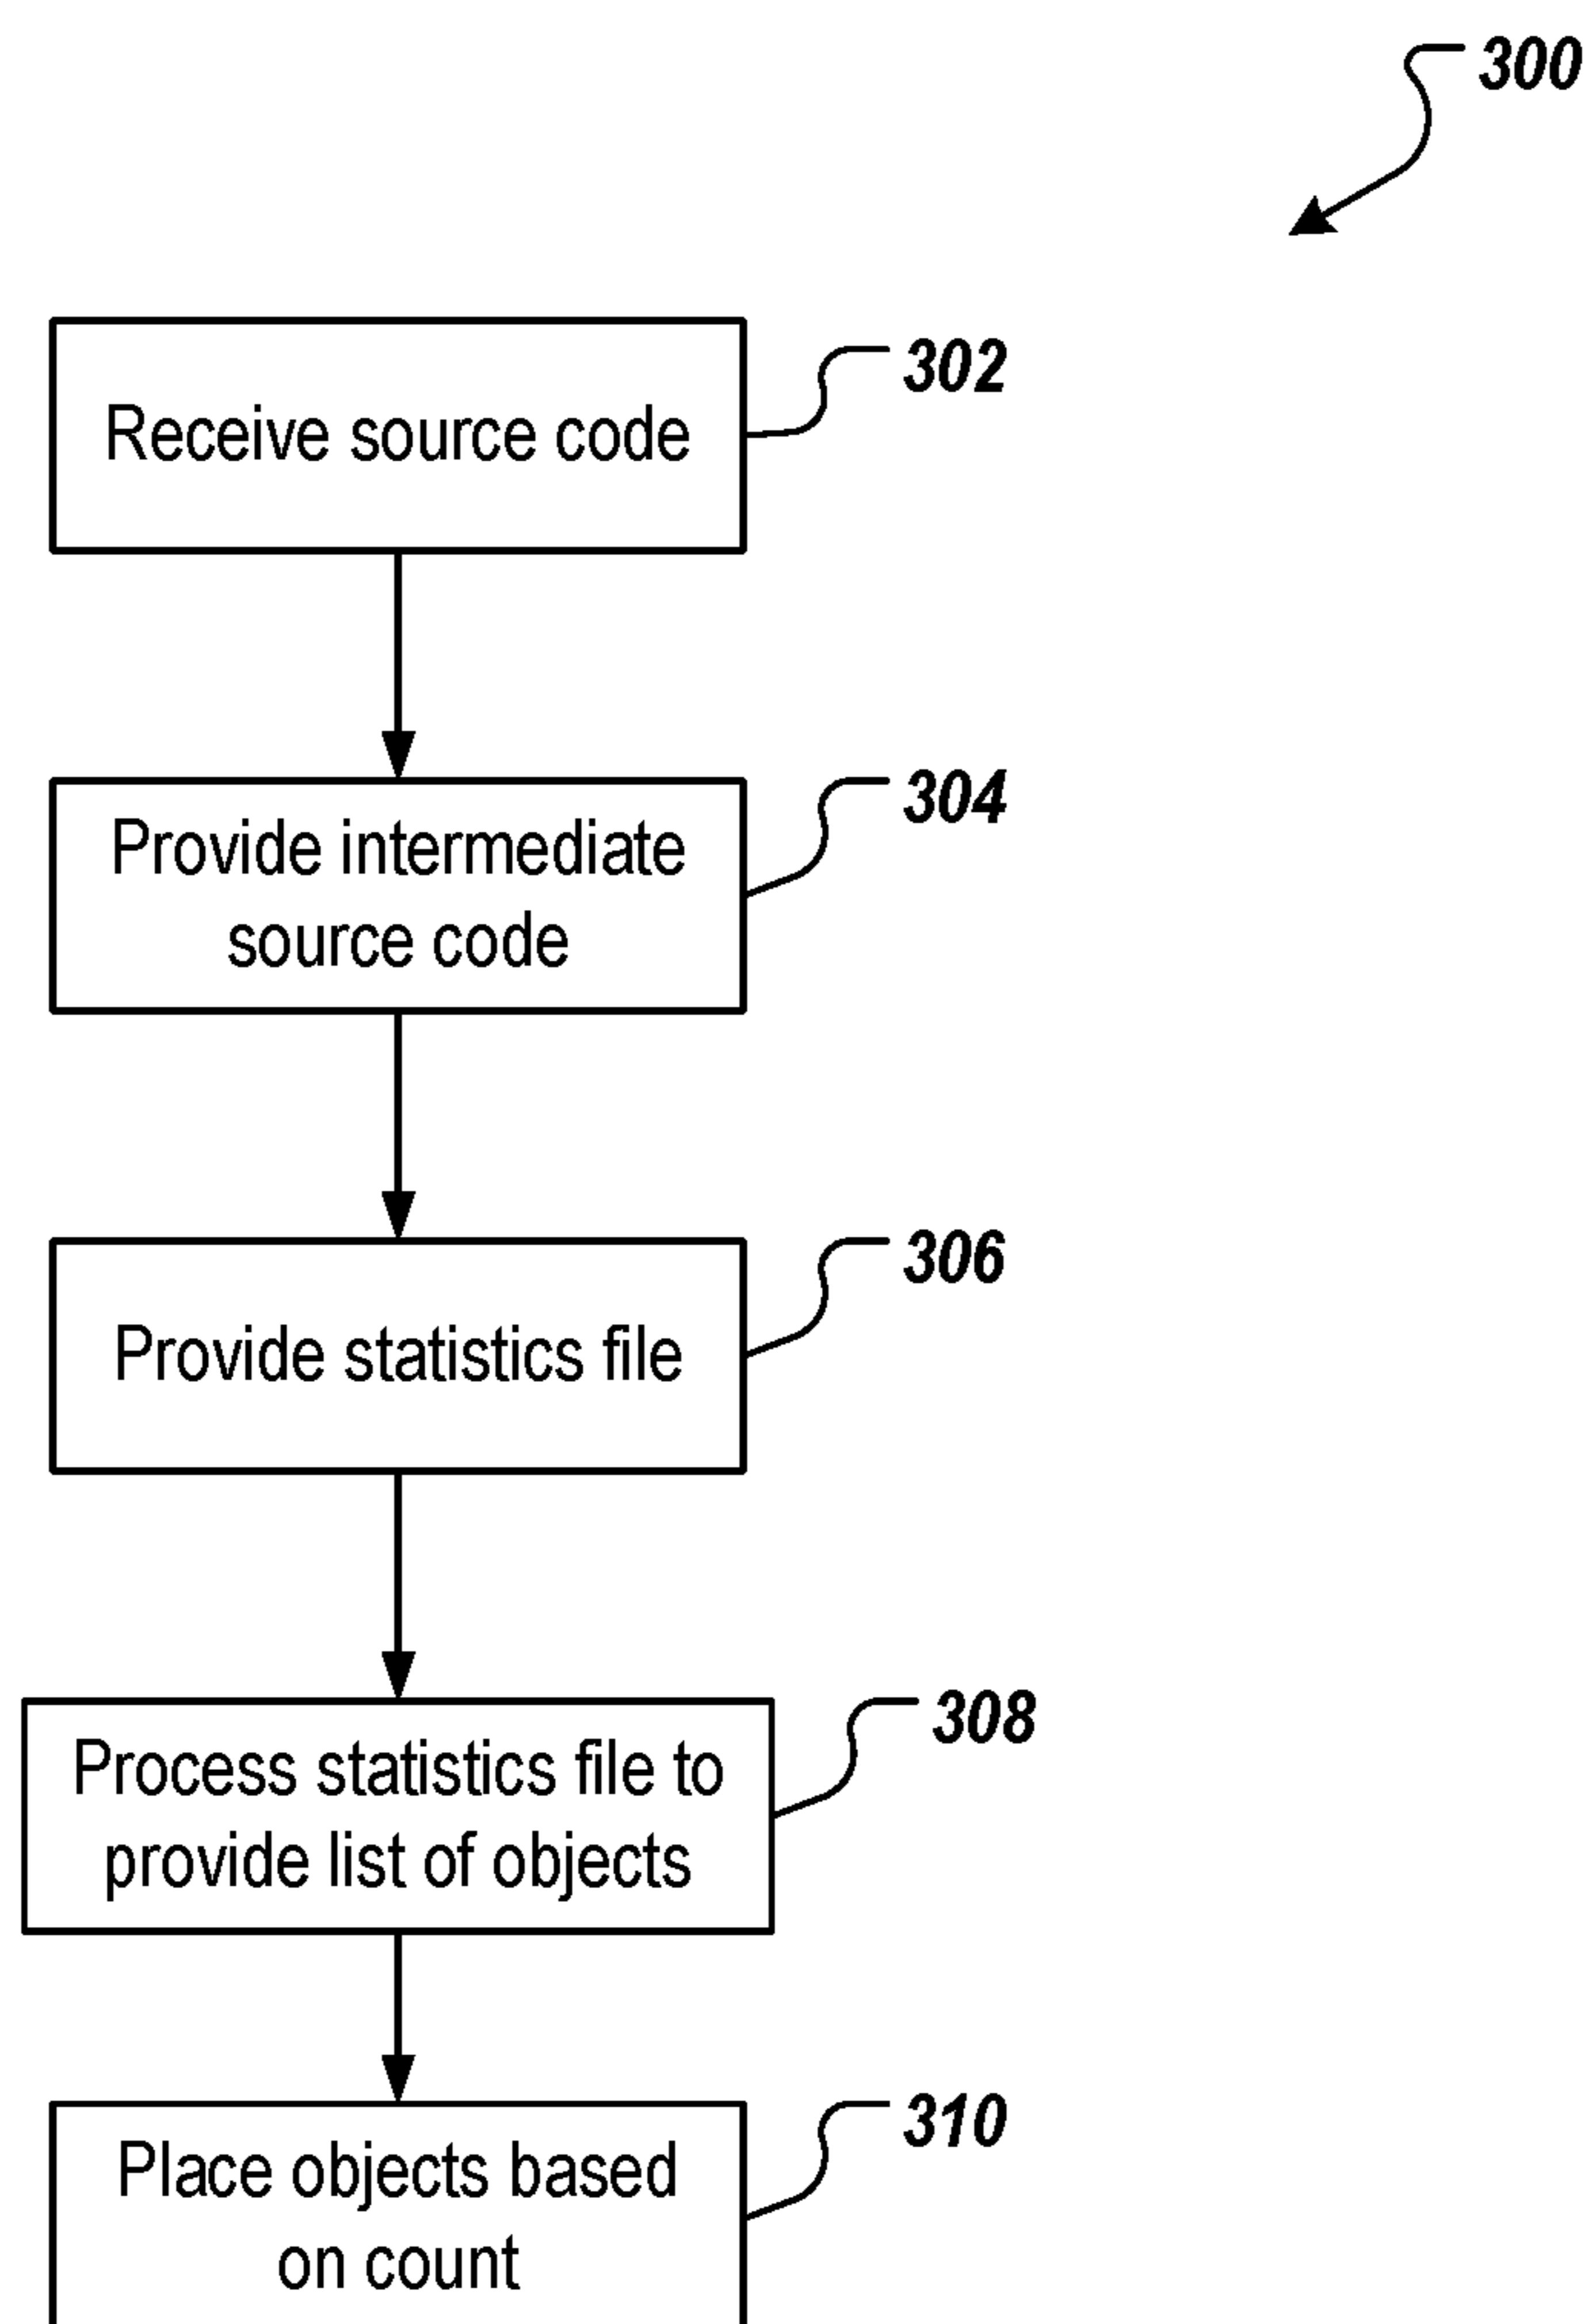 300
Receive source code
302
Provide intermediate
source code
304
Provide statistics file
306
Process statistics file to
provide list of objects
308
Place objects based
on count
310